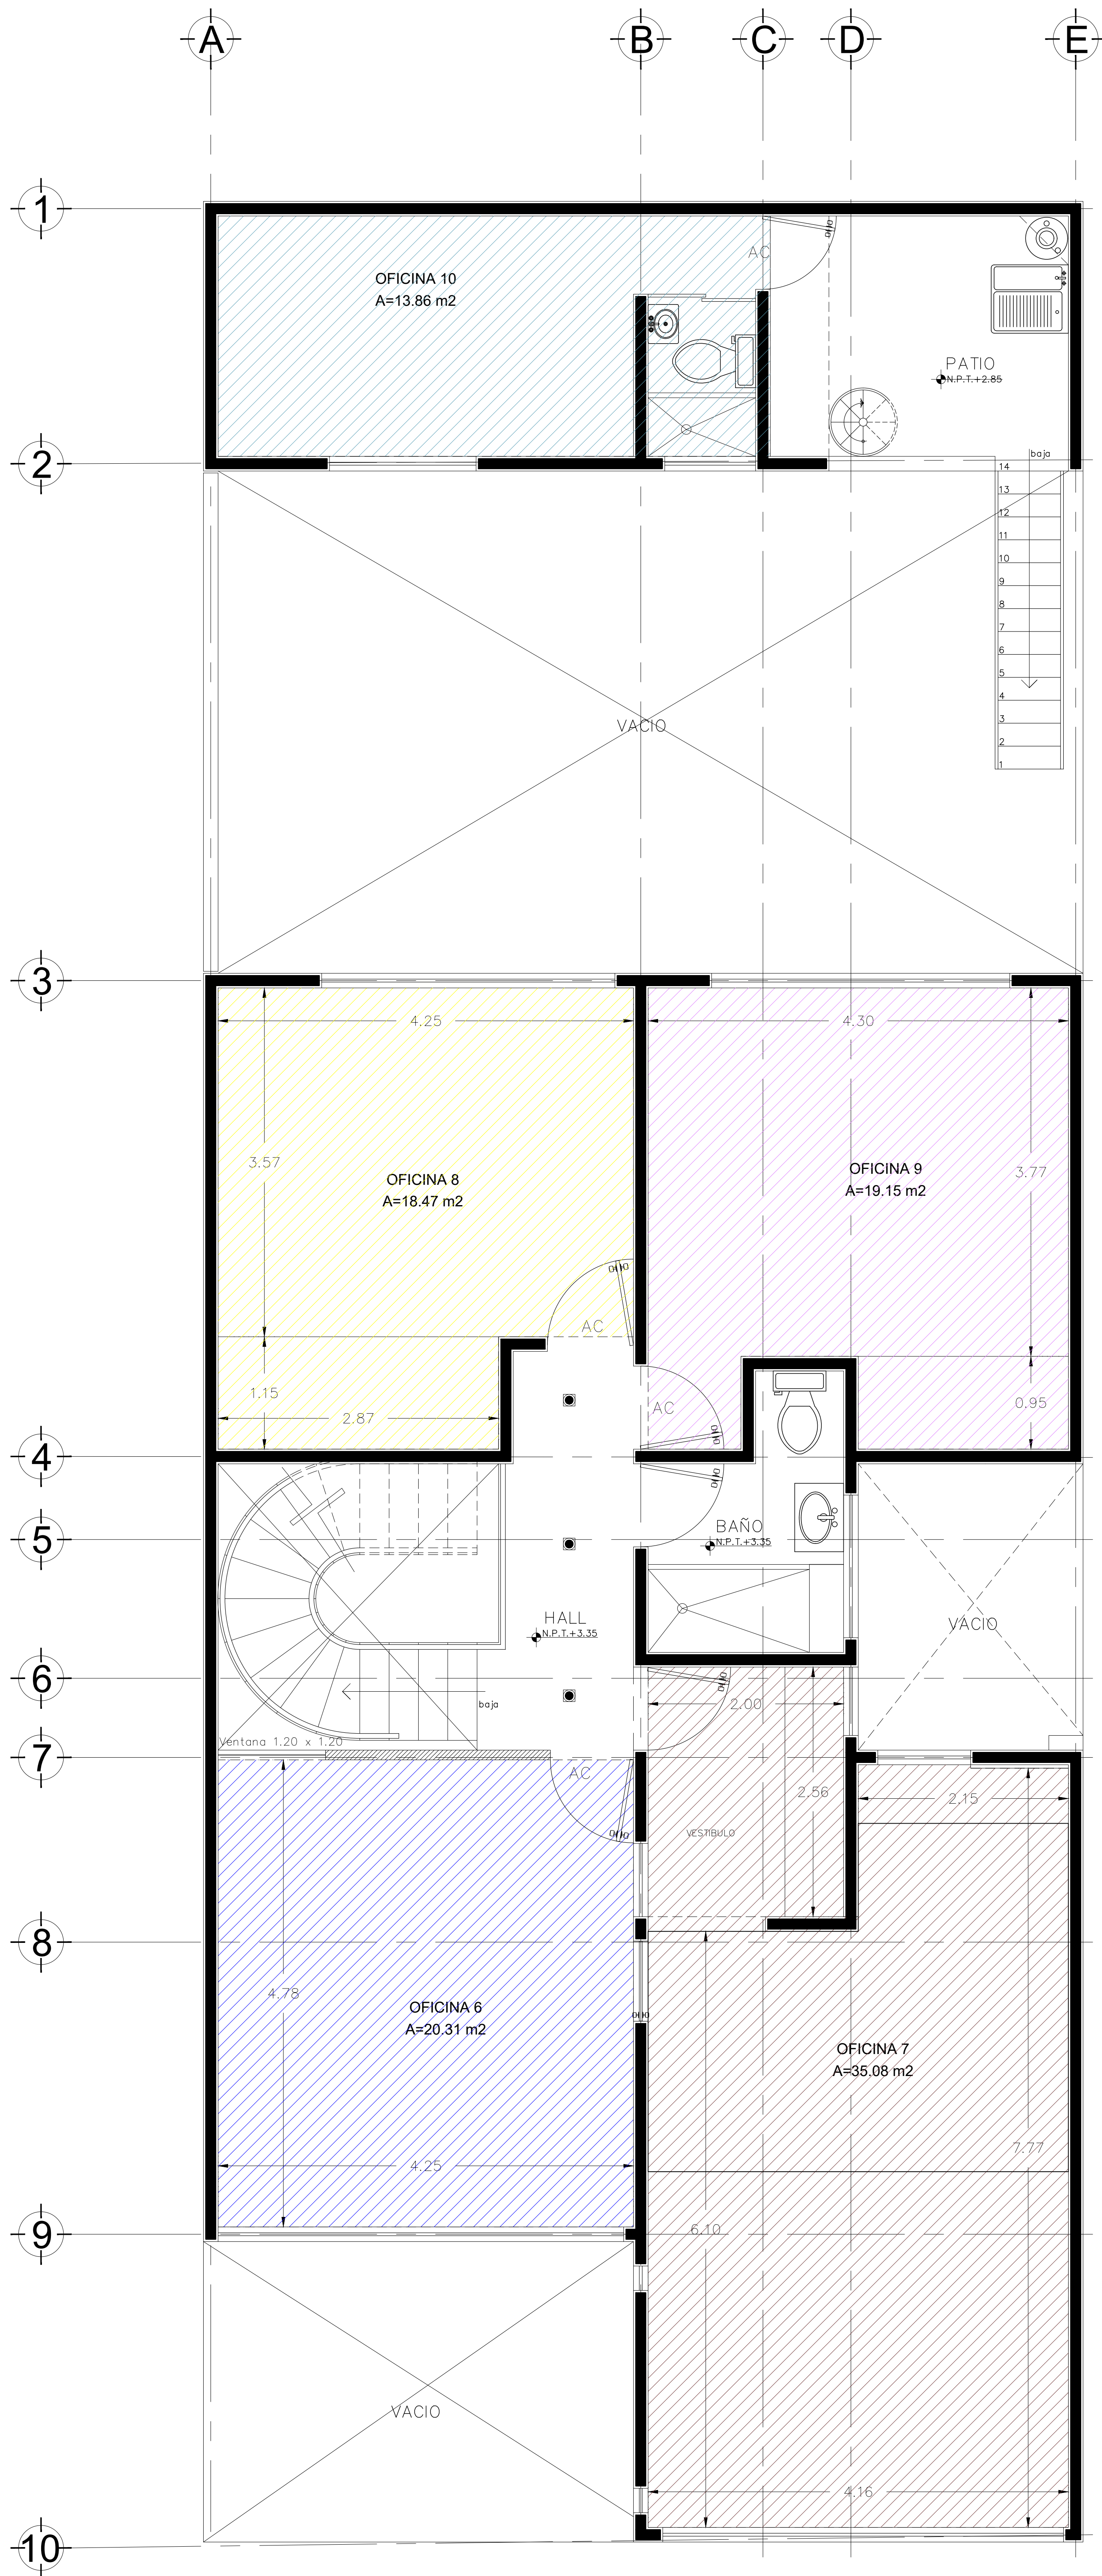 A
B
C
D
E
1
OFICINA 10
A=13.86 m2
AC
PATIO
N.P.T.+2.85
2
baja
14
13
12
11
10
9
8
7
6
5
4
3
2
1
VACIO
3
4.25
4.30
3.57
OFICINA 8
A=18.47 m2
OFICINA 9
A=19.15 m2
3.77
AC
1.15
2.87
AC
0.95
4
5
BAÑO
N.P.T.+3.35
HALL
N.P.T.+3.35
VACIO
6
2.00
baja
Ventana 1.20 x 1.20
7
AC
2.56
2.15
VESTIBULO
8
4.78
OFICINA 6
A=20.31 m2
OFICINA 7
A=35.08 m2
7.77
4.25
6.10
9
VACIO
4.16
10